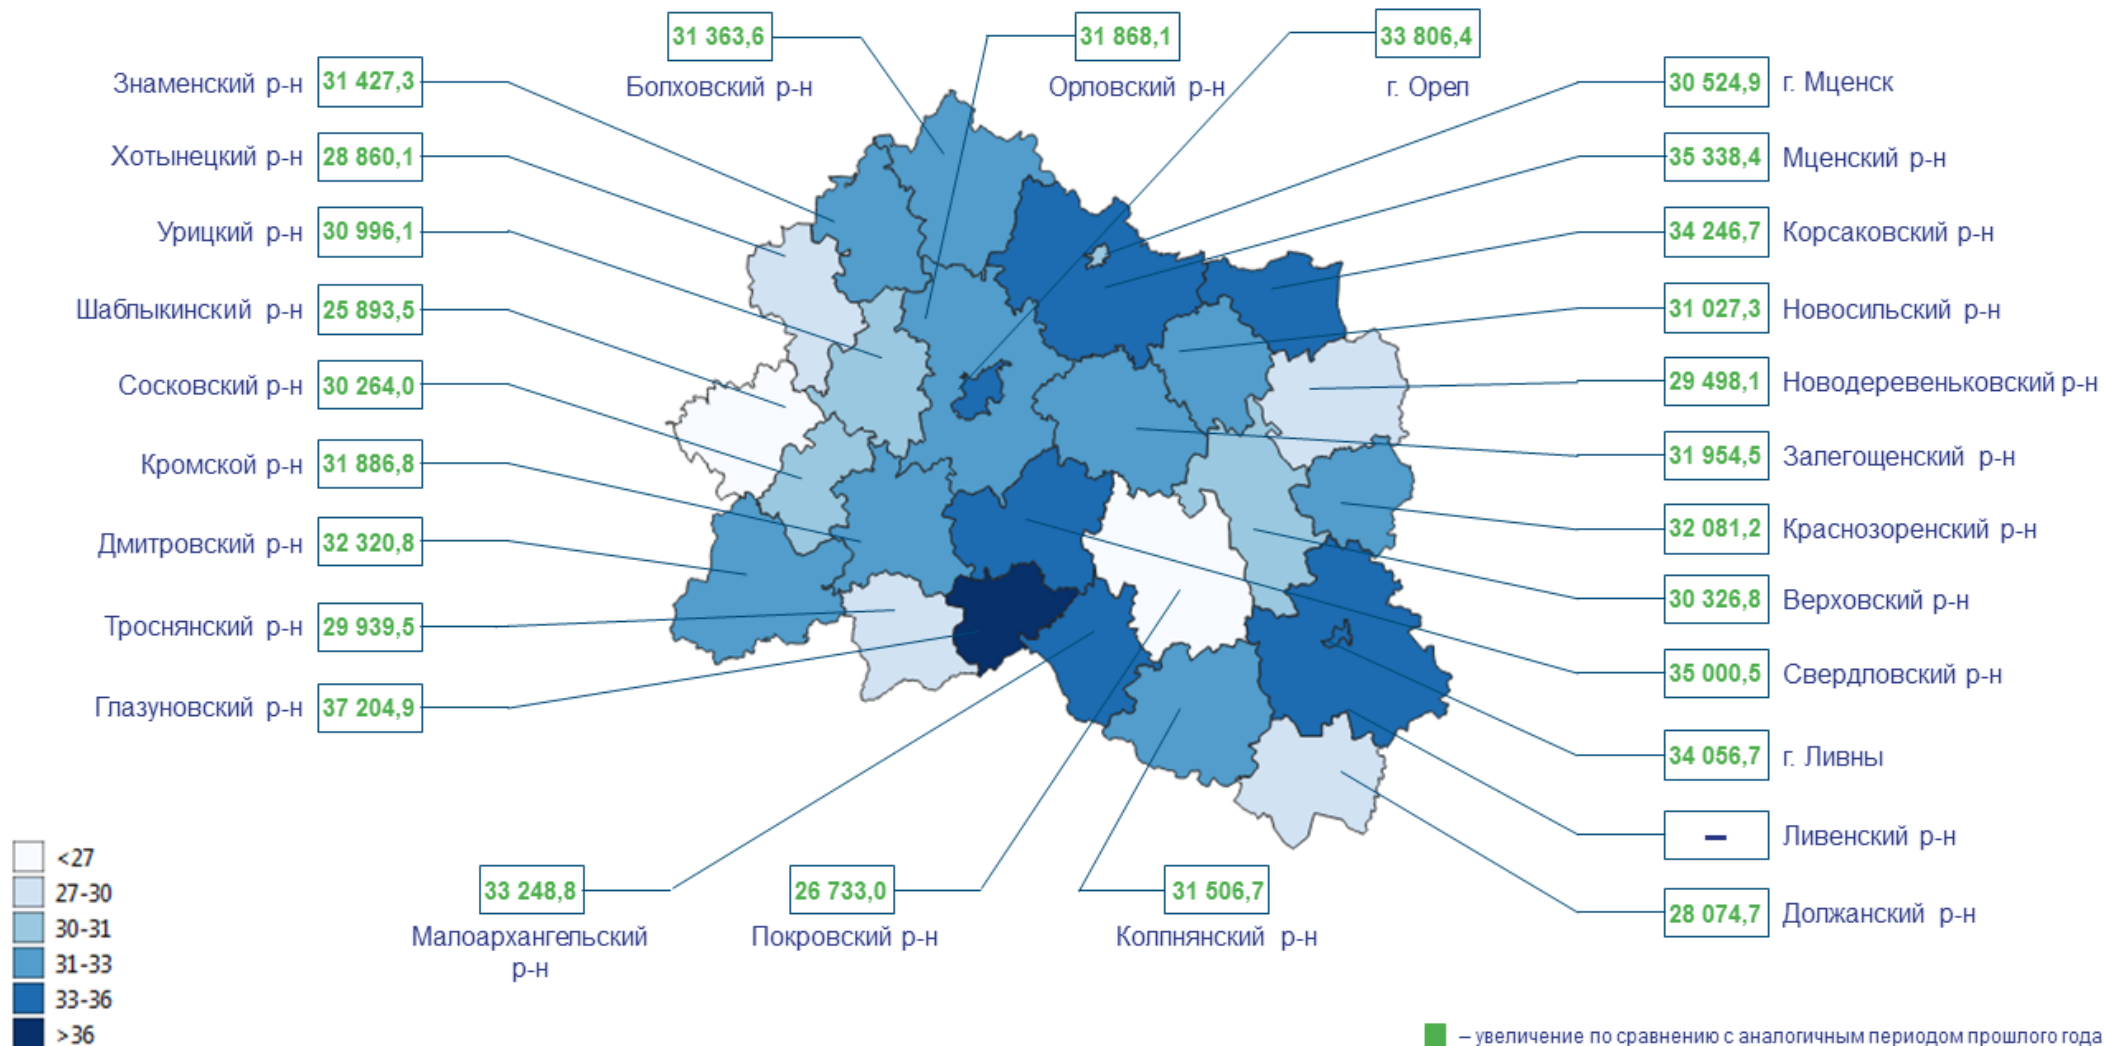 31 363,6
Болховский р-н
31 868,1
Орловский р-н
33 806,4
г. Орел
Знаменский р-н 31 427,3
Хотынецкий р-н 28 860,1
Урицкий р-н 30 996,1
Шаблыкинский р-н 25 893,5
Сосковский р-н 30 264,0
Кромской р-н 31 886,8
Дмитровский р-н 32 320,8
Троснянский р-н 29 939,5
Глазуновский р-н 37 204,9
30 524,9 г. Мценск
35 338,4 Мценский р-н
34 246,7 Корсаковский р-н
31 027,3 Новосильский р-н
29 498,1 Новодеревеньковский р-н
31 954,5 Залегощенский р-н
32 081,2 Краснозоренский р-н
30 326,8 Верховский р-н
35 000,5 Свердловский р-н
34 056,7 г. Ливны
– Ливенский р-н
28 074,7 Должанский р-н
33 248,8
Малоархангельский
р-н
26 733,0
Покровский р-н
31 506,7
Колпнянский р-н
<27
27-30
30-31
31-33
33-36
>36
– увеличение по сравнению с аналогичным периодом прошлого года